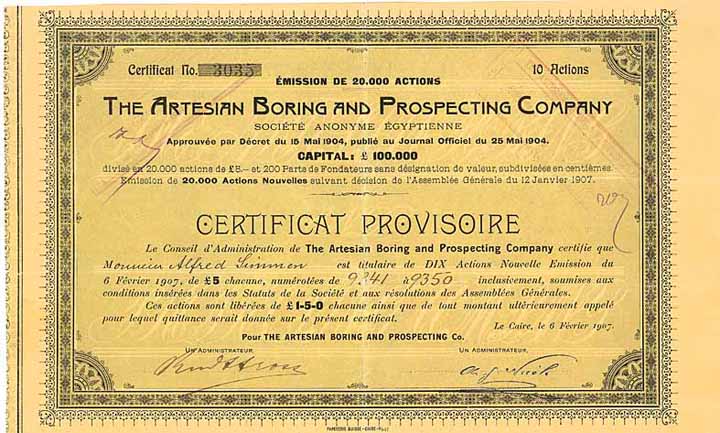 Certificat No. 3035
10 Actions
ÉMISSION DE 20.000 ACTIONS
THE ARTESIAN BORING AND PROSPECTING COMPANY
SOCIÉTÉ ANONYME ÉGYPTIENNE
Approuvée par Décret du 15 Mai 1904, publié au Journal Officiel du 25 Mai 1904.
CAPITAL: £ 100.000
divisé en 20.000 actions de £5.— et 200 Parts de Fondateurs sans désignation de valeur, subdivisées en centièmes.
Emission de 20.000 Actions Nouvelles suivant décision de l'Assemblée Générale du 12 Janvier 1907.
CERTIFICAT PROVISOIRE
Le Conseil d'Administration de The Artesian Boring and Prospecting Company certifie que
Monsieur Alfred Simmen est titulaire de DIX Actions Nouvelle Emission du
6 Février 1907, de £5 chacune, numérotées de 9341 à 9350 inclusivement, soumises aux
conditions insérées dans les Statuts de la Société et aux résolutions des Assemblées Générales.
Ces actions sont libérées de £1-5-0 chacune ainsi que de tout montant ultérieurement appelé
pour lequel quittance serait donnée sur le présent certificat.
Le Caire, le 6 Février 1907.
Pour THE ARTESIAN BORING AND PROSPECTING Co.
UN ADMINISTRATEUR,
UN ADMINISTRATEUR,
PAPETERIE SUISSE - CAIRE